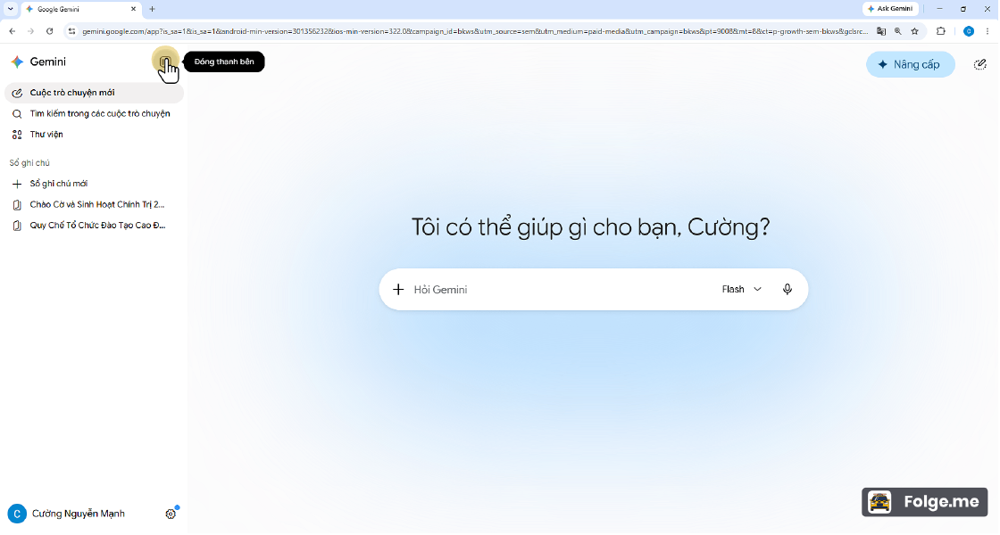 Google Gemini
Ask Gemini
gemini.google.com/app?is_sa=1&is_sa=1&android-min-version=301356232&ios-min-version=322.0&campaign_id=bkws&utm_source=sem&utm_medium=paid-media&utm_campaign=bkws&pt=9008&mt=8&ct=p-growth-sem-bkws&gclsrc...
C
Gemini
Đóng thanh bên
Nâng cấp
Cuộc trò chuyện mới
Tìm kiếm trong các cuộc trò chuyện
Thư viện
Sổ ghi chú
Sổ ghi chú mới
Chào Cờ và Sinh Hoạt Chính Trị 2...
Quy Chế Tổ Chức Đào Tạo Cao Đ...
Tôi có thể giúp gì cho bạn, Cường?
Hỏi Gemini
Flash
C
Cường Nguyễn Mạnh
Folge.me